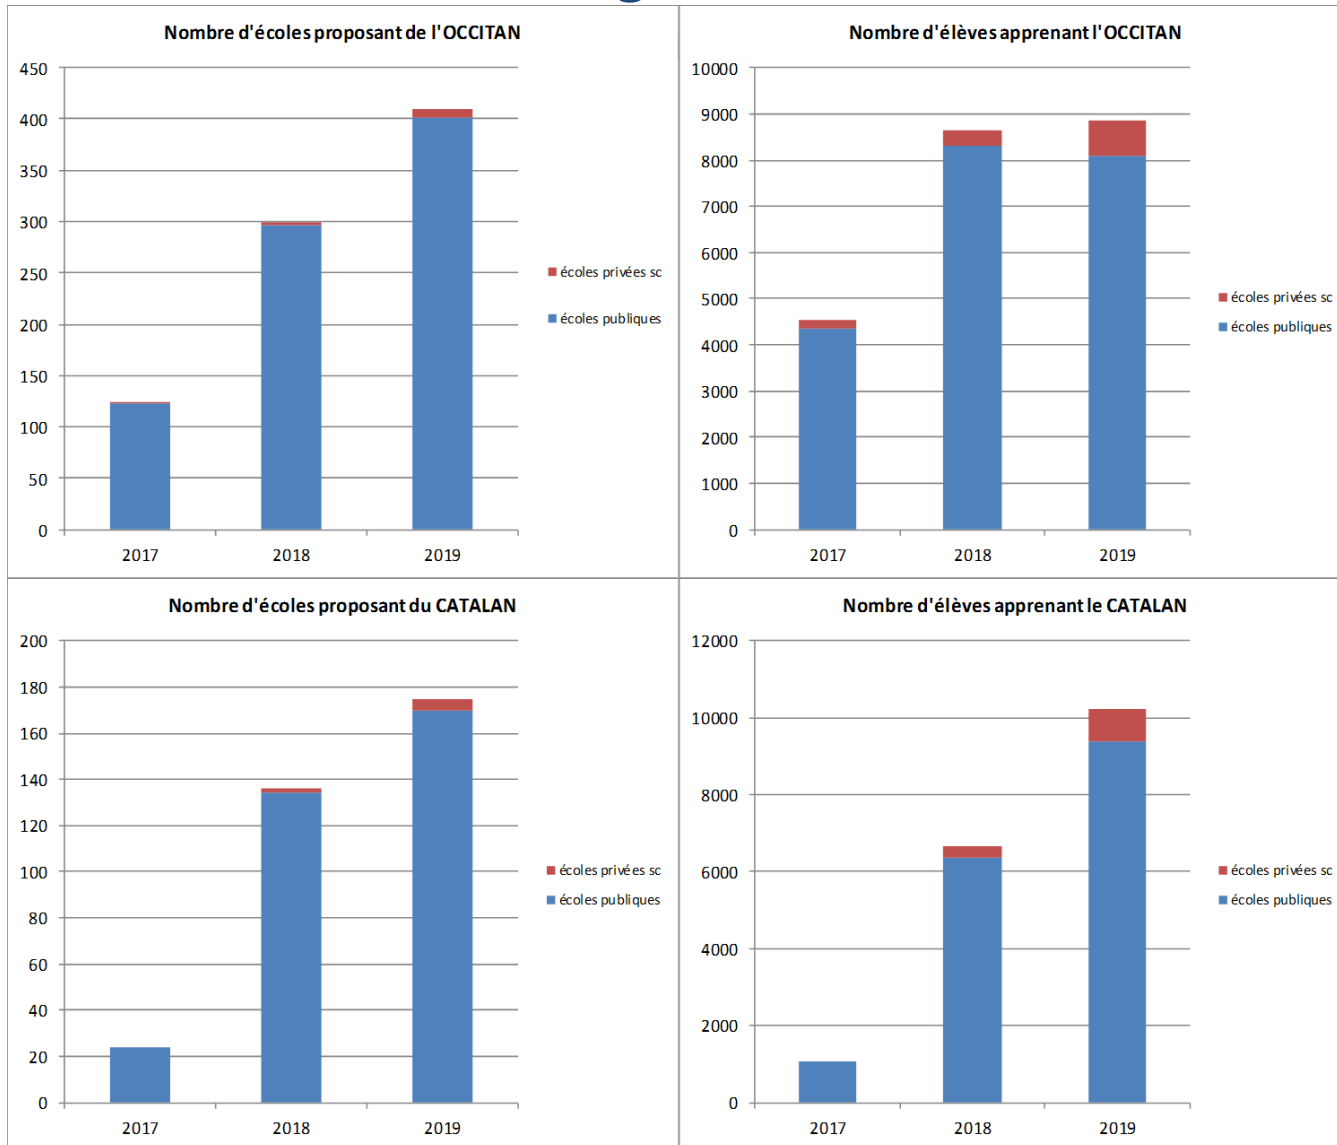 Nombre d'écoles proposant de l'OCCITAN
450
400
350
300
250
200
150
100
50
0
2017 2018 2019
écoles privées sc
écoles publiques
Nombre d'élèves apprenant l'OCCITAN
10000
9000
8000
7000
6000
5000
4000
3000
2000
1000
0
2017 2018 2019
écoles privées sc
écoles publiques
Nombre d'écoles proposant du CATALAN
200
180
160
140
120
100
80
60
40
20
0
2017 2018 2019
écoles privées sc
écoles publiques
Nombre d'élèves apprenant le CATALAN
12000
10000
8000
6000
4000
2000
0
2017 2018 2019
écoles privées sc
écoles publiques